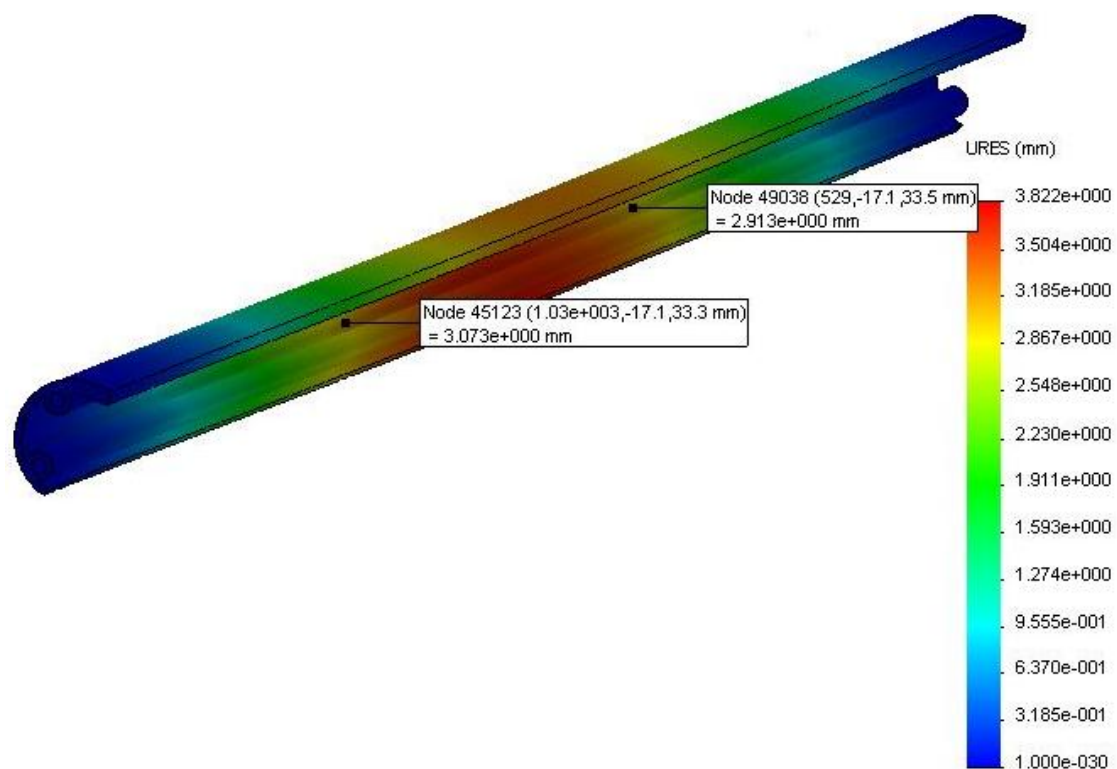 URES (mm)
Node 49038 (529,-17.1,33.5 mm)
= 2.913e+000 mm
Node 45123 (1.03e+003,-17.1,33.3 mm)
= 3.073e+000 mm
3.822e+000
3.504e+000
3.185e+000
2.867e+000
2.548e+000
2.230e+000
1.911e+000
1.593e+000
1.274e+000
9.555e-001
6.370e-001
3.185e-001
1.000e-030